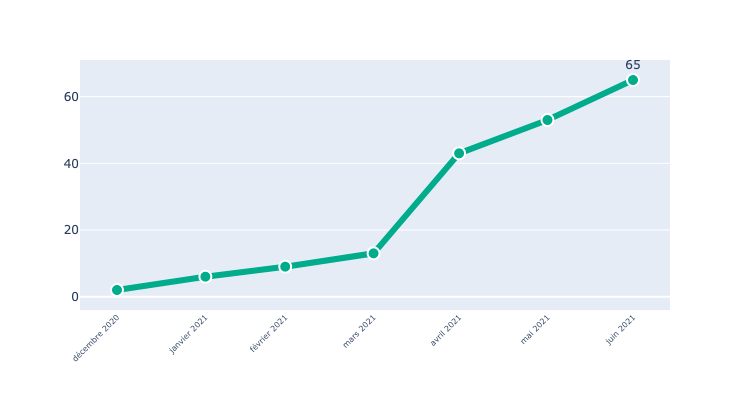 65
60
40
20
0
décembre 2020
janvier 2021
février 2021
mars 2021
avril 2021
mai 2021
juin 2021